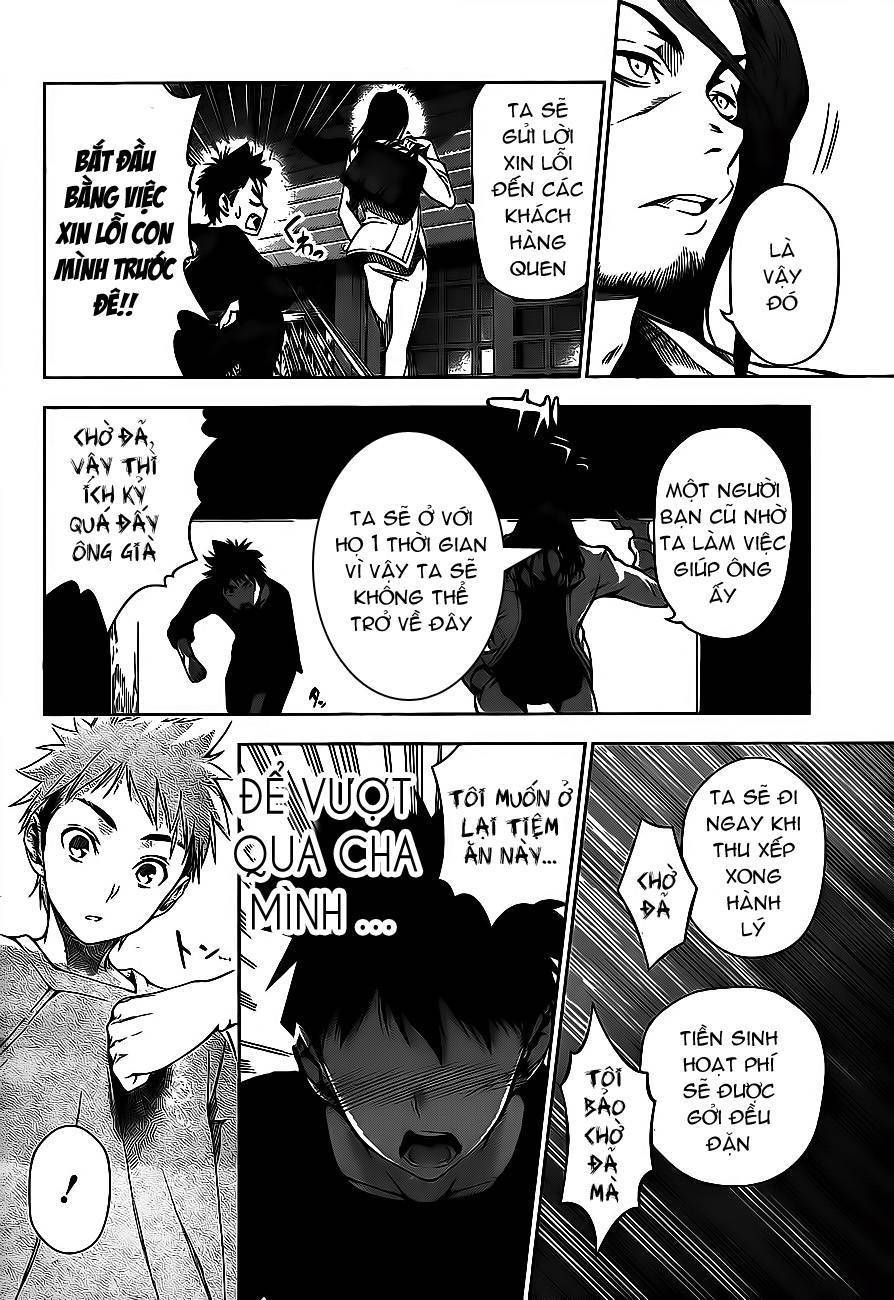 LÀ
VẬY
ĐÓ
TA SẼ
GỬI LỜI
XIN LỖI
ĐẾN CÁC
KHÁCH
HÀNG
QUEN
BẮT ĐẦU
BẰNG VIỆC
XIN LỖI CON
MÌNH TRƯỚC
ĐÊ!!
くわっ
MỘT NGƯỜI
BẠN CŨ NHỜ
TA LÀM VIỆC
GIÚP ÔNG
ẤY
TA SẼ Ở VỚI
HỌ 1 THỜI GIAN
VÌ VẬY TA SẼ
KHÔNG THỂ
TRỞ VỀ ĐÂY
CHỜ ĐÃ,
VẬY THÌ
ÍCH KỶ
QUÁ ĐẤY
ÔNG GIÀ
TA SẼ ĐI
NGAY KHI
THU XẾP
XONG
HÀNH
LÝ
CHỜ
ĐÃ
TIỀN SINH
HOẠT PHÍ
SẼ ĐƯỢC
GỞI ĐỀU
ĐẶN
TÔI
BẢO
CHỜ
ĐÃ
MÀ
TÔI MUỐN Ở
LẠI TIỆM
ĂN NÀY...
ĐỂ VƯỢT
QUA CHA
MÌNH ...
トン
!